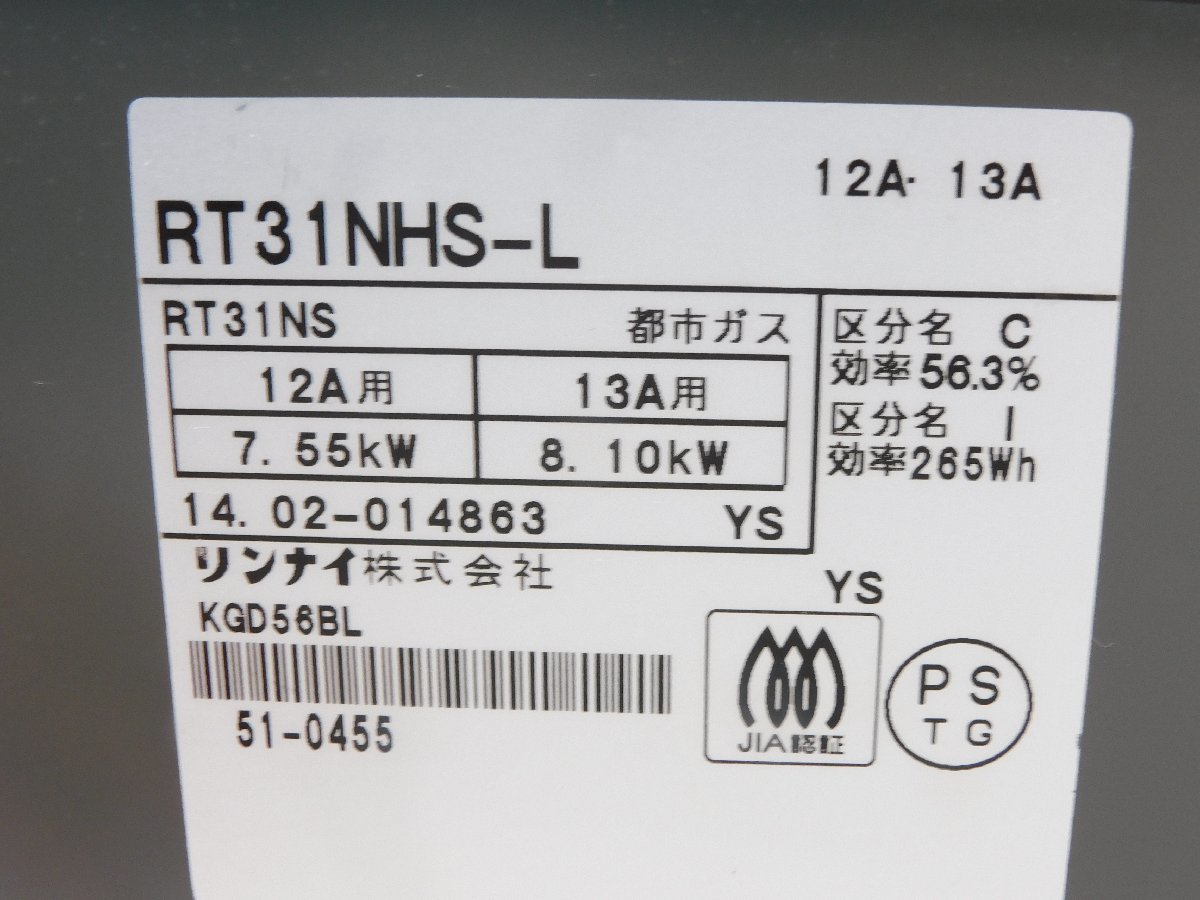 12A・13A
RT31NHS-L
RT31NS 都市ガス
12A用 13A用
7.55kW 8.10kW
14.02-014863 YS
区分名 C
効率56.3%
区分名 I
効率265Wh
リンナイ株式会社
KGD56BL
51-0455
YS
JIA認証
PS
TG